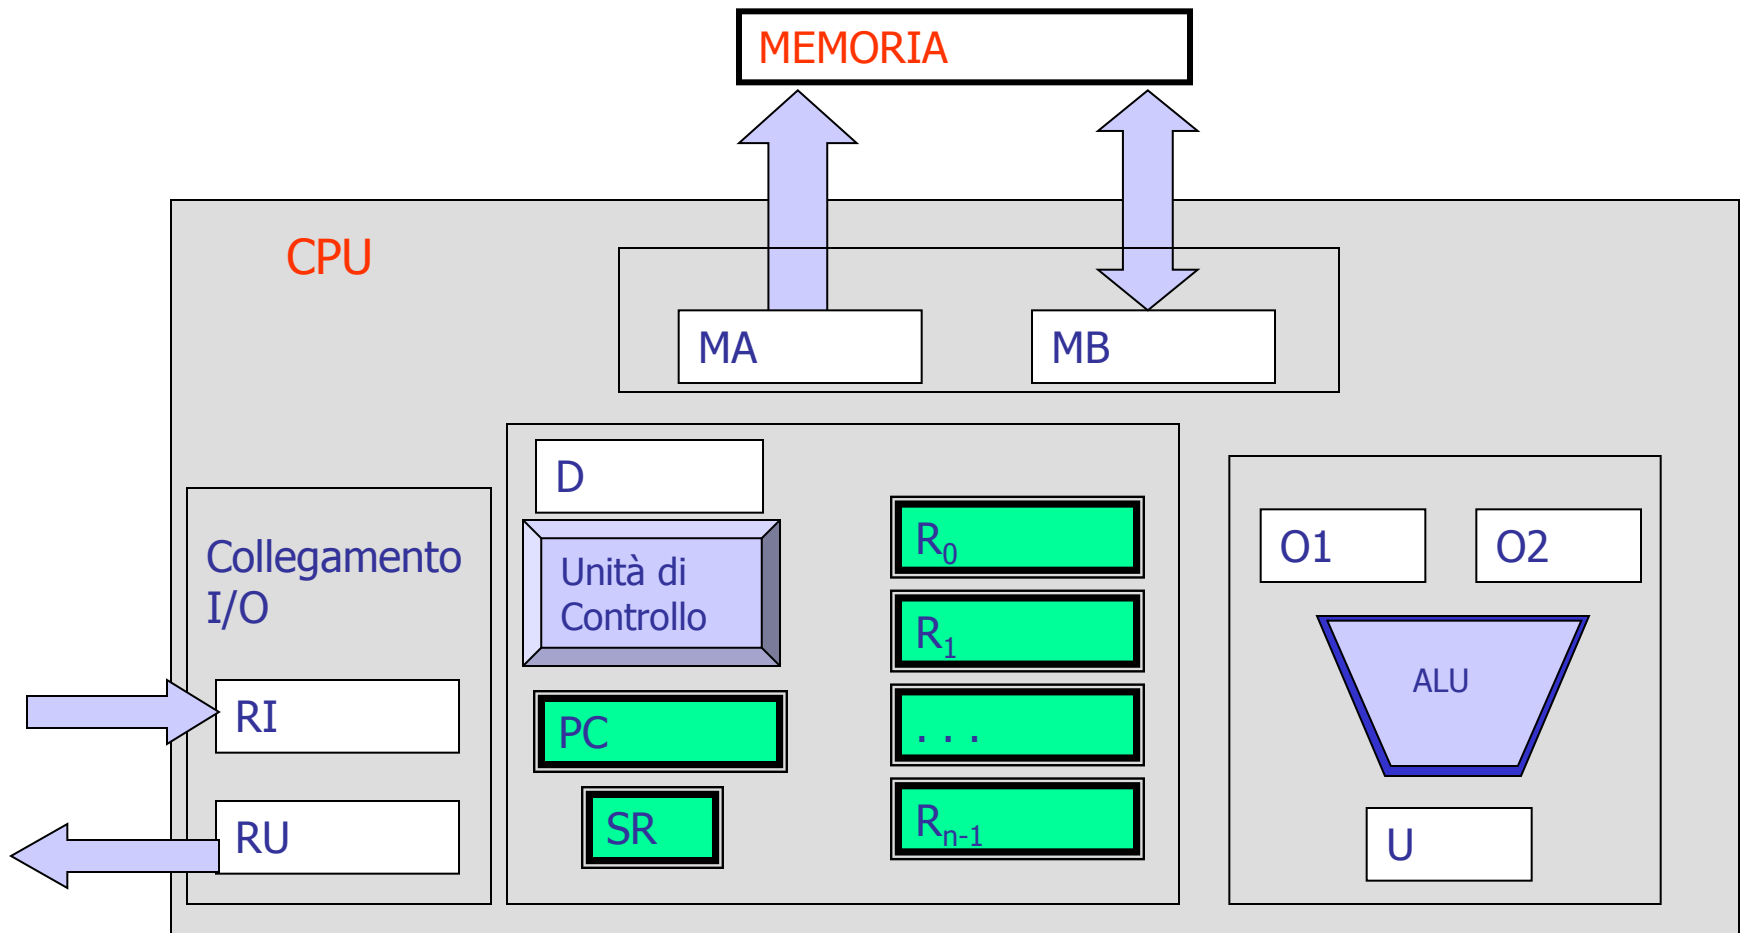 MEMORIA
CPU
MA
MB
D
Unità di
Controllo
PC
SR
R0
R1
. . .
Rn-1
Collegamento
I/O
RI
RU
O1
O2
ALU
U